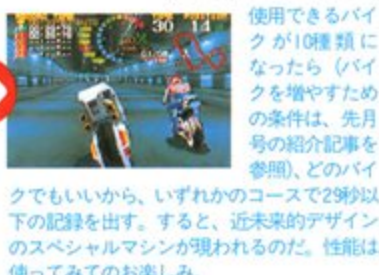 30 14
使用できるバイ
クが10種類に
なったら（バイ
クを増やすため
の条件は、先月
号の紹介記事を
参照）、どのバイ
クでもいいから、いずれかのコースで29秒以
下の記録を出す。すると、近未来的デザイン
のスペシャルマシンが現われるのだ。性能は
使ってみてのお楽しみ